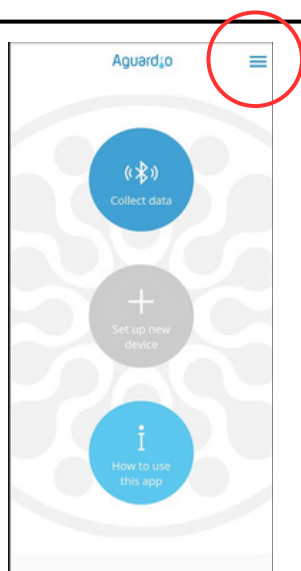 Aguardio
Collect data
Set up new
device
How to use
this app